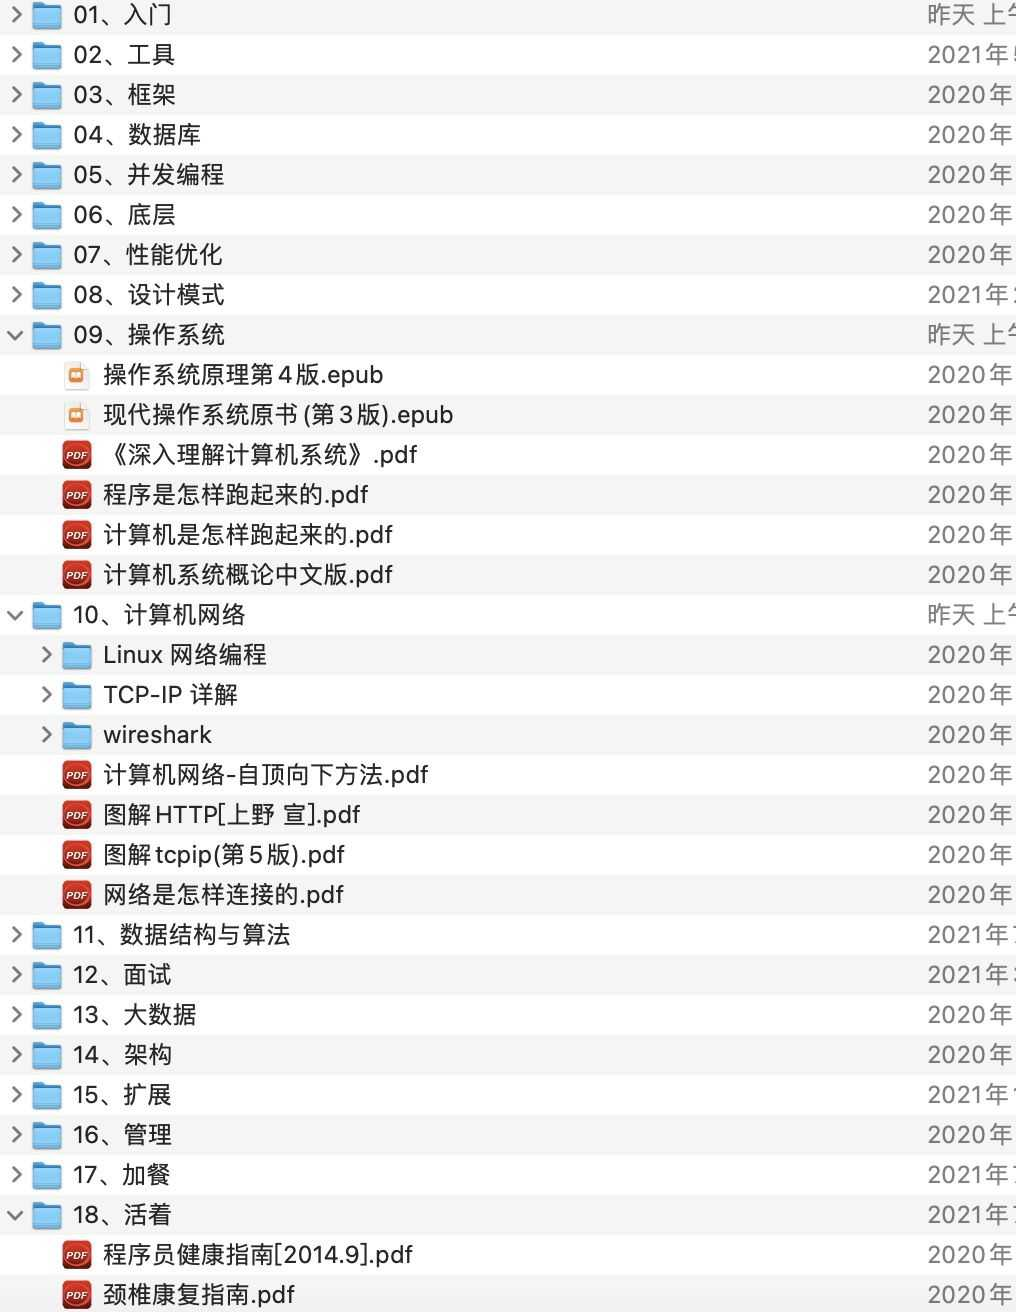 01、入门 昨天 上午
02、工具 2021年
03、框架 2020年
04、数据库 2020年
05、并发编程 2020年
06、底层 2020年
07、性能优化 2020年
08、设计模式 2021年
09、操作系统 昨天 上午
操作系统原理第4版.epub 2020年
现代操作系统原书(第3版).epub 2020年
PDF 《深入理解计算机系统》.pdf 2020年
PDF 程序是怎样跑起来的.pdf 2020年
PDF 计算机是怎样跑起来的.pdf 2020年
PDF 计算机系统概论中文版.pdf 2020年
10、计算机网络 昨天 上午
Linux 网络编程 2020年
TCP-IP 详解 2020年
wireshark 2020年
PDF 计算机网络-自顶向下方法.pdf 2020年
PDF 图解HTTP[上野 宣].pdf 2020年
PDF 图解tcpip(第5版).pdf 2020年
PDF 网络是怎样连接的.pdf 2020年
11、数据结构与算法 2021年
12、面试 2021年
13、大数据 2020年
14、架构 2020年
15、扩展 2021年
16、管理 2020年
17、加餐 2021年
18、活着 2021年
PDF 程序员健康指南[2014.9].pdf 2020年
PDF 颈椎康复指南.pdf 2020年